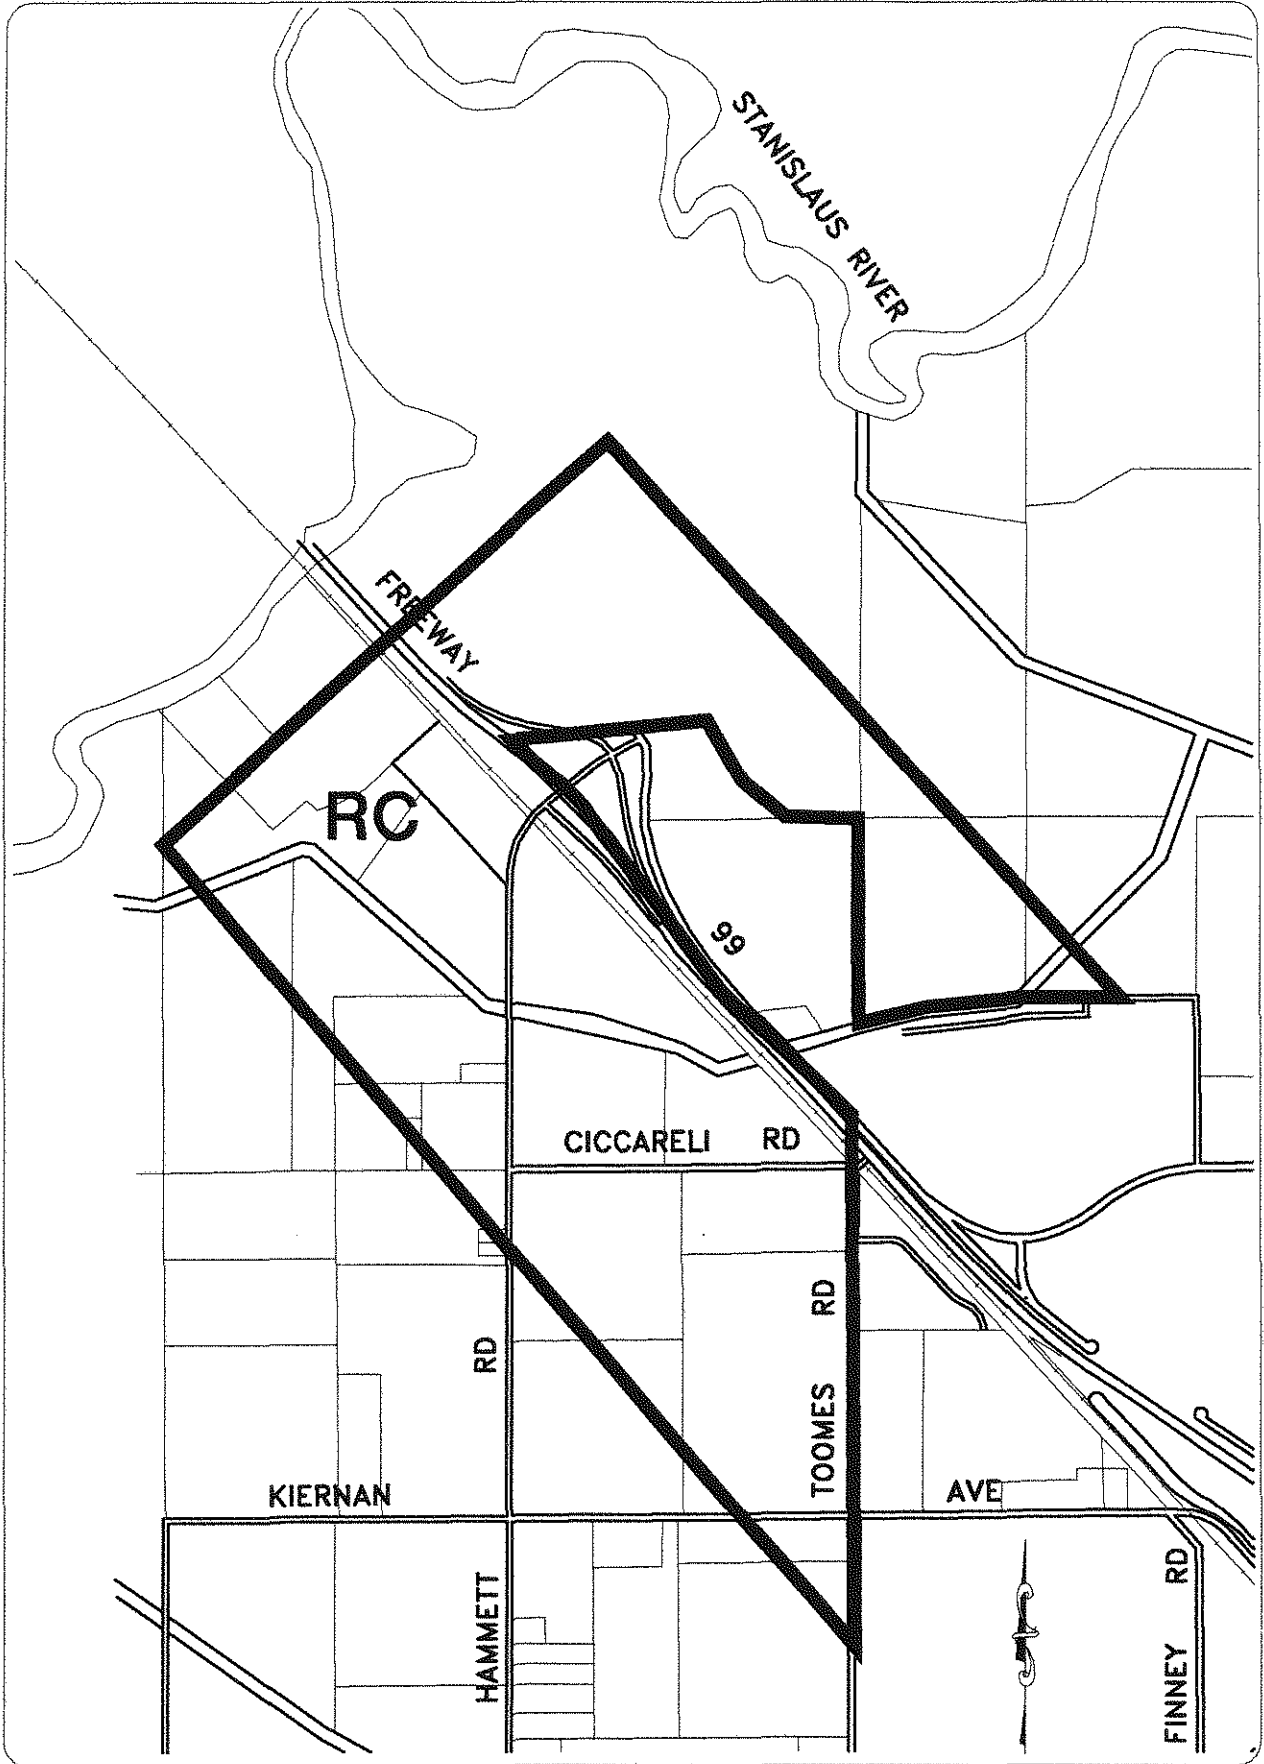 STANISLAUS RIVER
FREEWAY
RC
99
CICCARELI RD
TOOMES RD
HAMMETT RD
KIERNAN AVE
FINNEY RD